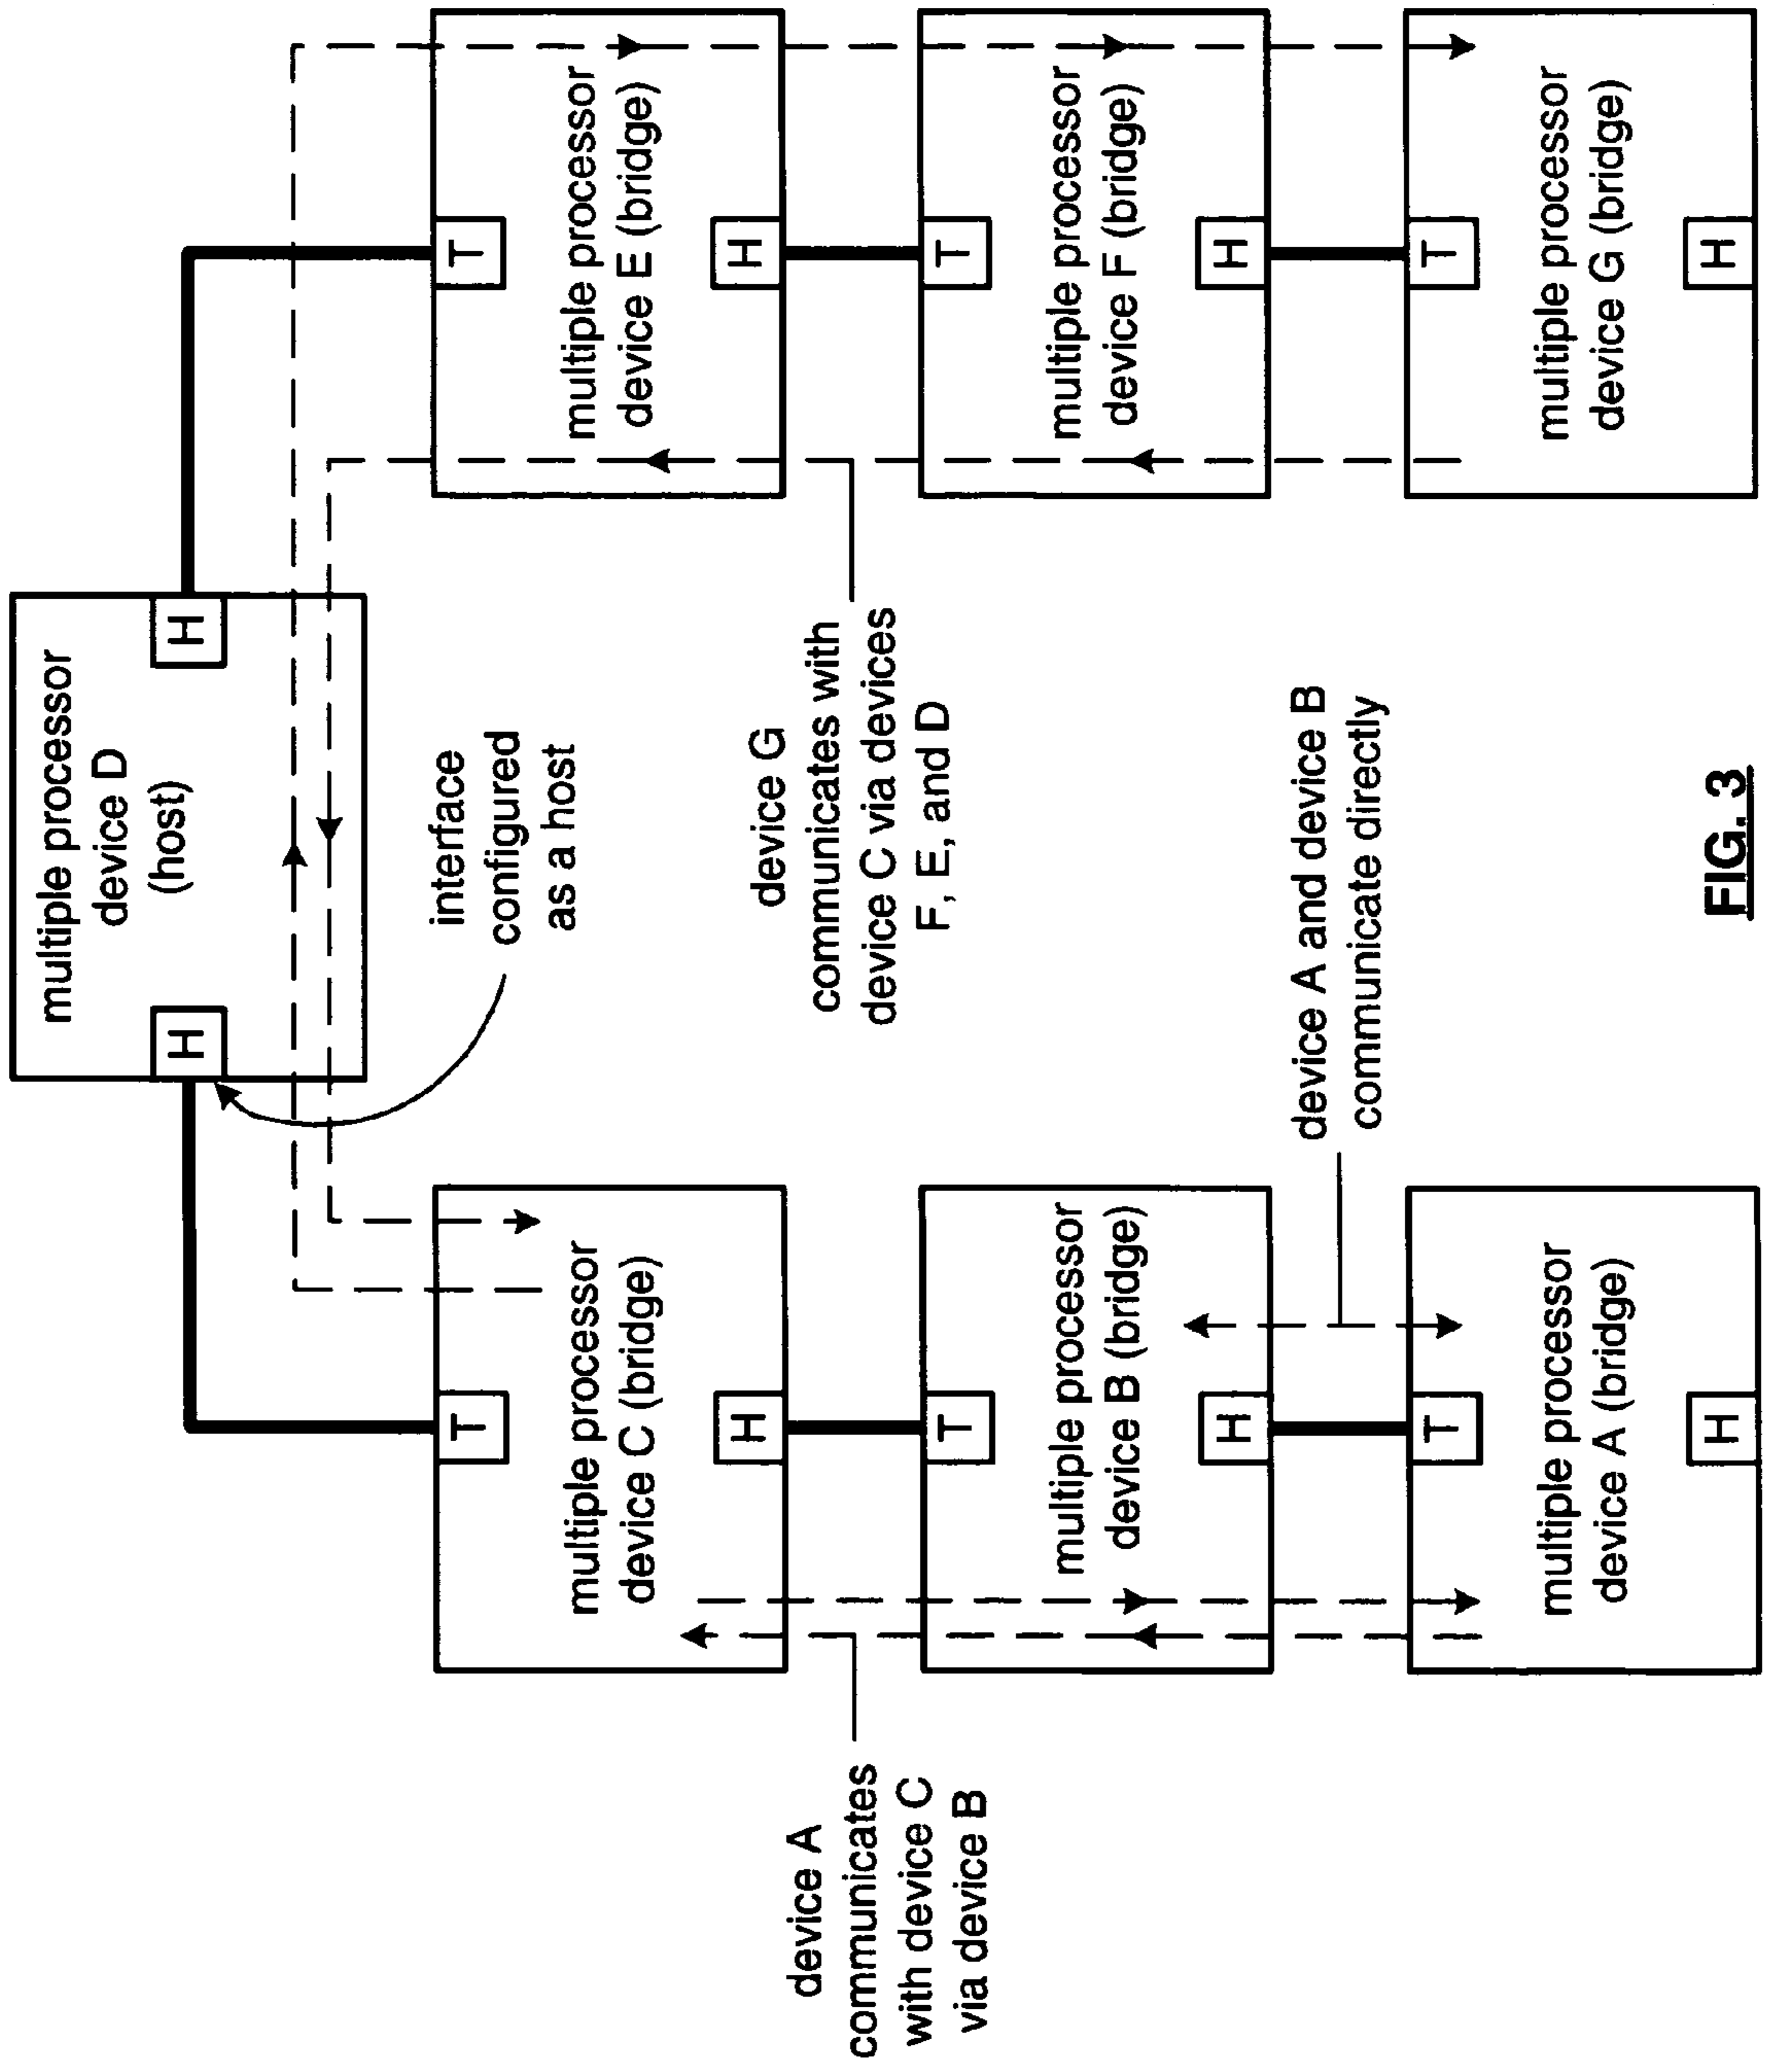 multiple processor
device D
(host)
H
H
interface
configured
as a host
T
multiple processor
device C (bridge)
H
T
multiple processor
device E (bridge)
H
device A
communicates
with device C
via device B
device G
communicates with
device C via devices
F, E, and D
T
multiple processor
device B (bridge)
H
T
multiple processor
device F (bridge)
H
device A and device B
communicate directly
T
multiple processor
device A (bridge)
H
T
multiple processor
device G (bridge)
H
FIG. 3